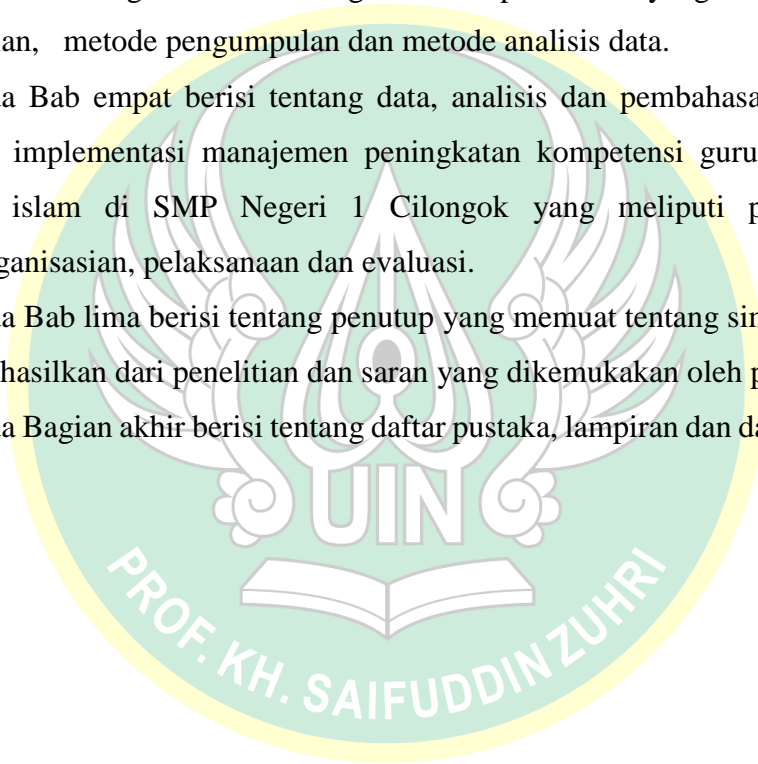 metode pengumpulan dan metode analisis data.
Bab empat berisi tentang data, analisis dan pembahasa
implementasi manajemen peningkatan kompetensi guru
islam di SMP Negeri 1 Cilongok yang meliputi p
ganisasian, pelaksanaan dan evaluasi.
a Bab lima berisi tentang penutup yang memuat tentang sin
hasilkan dari penelitian dan saran yang dikemukakan oleh p
a Bagian akhir berisi tentang daftar pustaka, lampiran dan da
UIN
PROF. KH. SAIFUDDIN ZUHRI